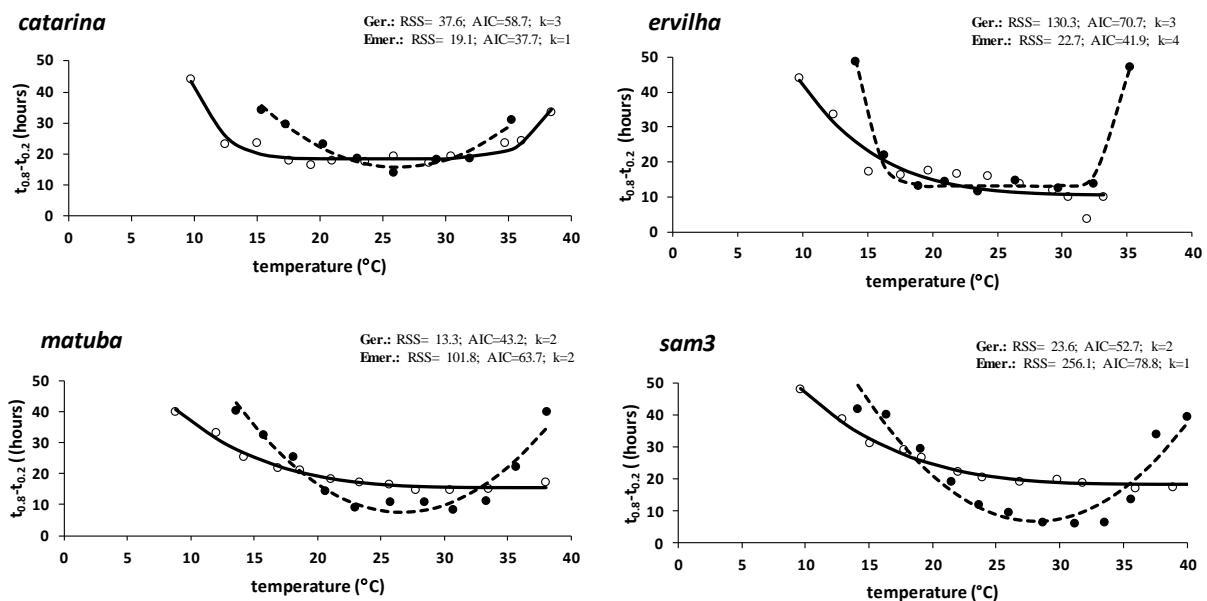 catarina
Ger.: RSS= 37.6; AIC=58.7; k=3
Emer.: RSS= 19.1; AIC=37.7; k=1
50
40
30
20
10
0
t0.8-t0.2 (hours)
0 5 10 15 20 25 30 35 40
temperature (°C)
ervilha
Ger.: RSS= 130.3; AIC=70.7; k=3
Emer.: RSS= 22.7; AIC=41.9; k=4
50
40
30
20
10
0
t0.8-t0.2 (hours)
0 5 10 15 20 25 30 35 40
temperature (°C)
matuba
Ger.: RSS= 13.3; AIC=43.2; k=2
Emer.: RSS= 101.8; AIC=63.7; k=2
50
40
30
20
10
0
t0.8-t0.2 ( (hours)
0 5 10 15 20 25 30 35 40
temperature (°C)
sam3
Ger.: RSS= 23.6; AIC=52.7; k=2
Emer.: RSS= 256.1; AIC=78.8; k=1
50
40
30
20
10
0
t0.8-t0.2 ( (hours)
0 5 10 15 20 25 30 35 40
temperature (°C)